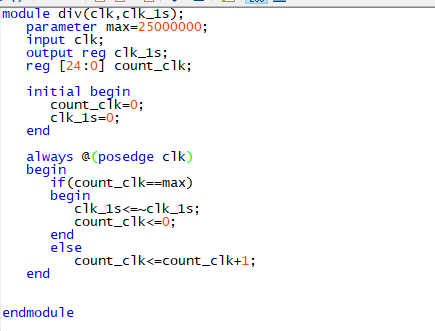 module div(clk,clk_1s);
parameter max=25000000;
input clk;
output reg clk_1s;
reg [24:0] count_clk;
initial begin
count_clk=0;
clk_1s=0;
end
always @(posedge clk)
begin
if(count_clk==max)
begin
clk_1s<=~clk_1s;
count_clk<=0;
end
else
count_clk<=count_clk+1;
end
endmodule